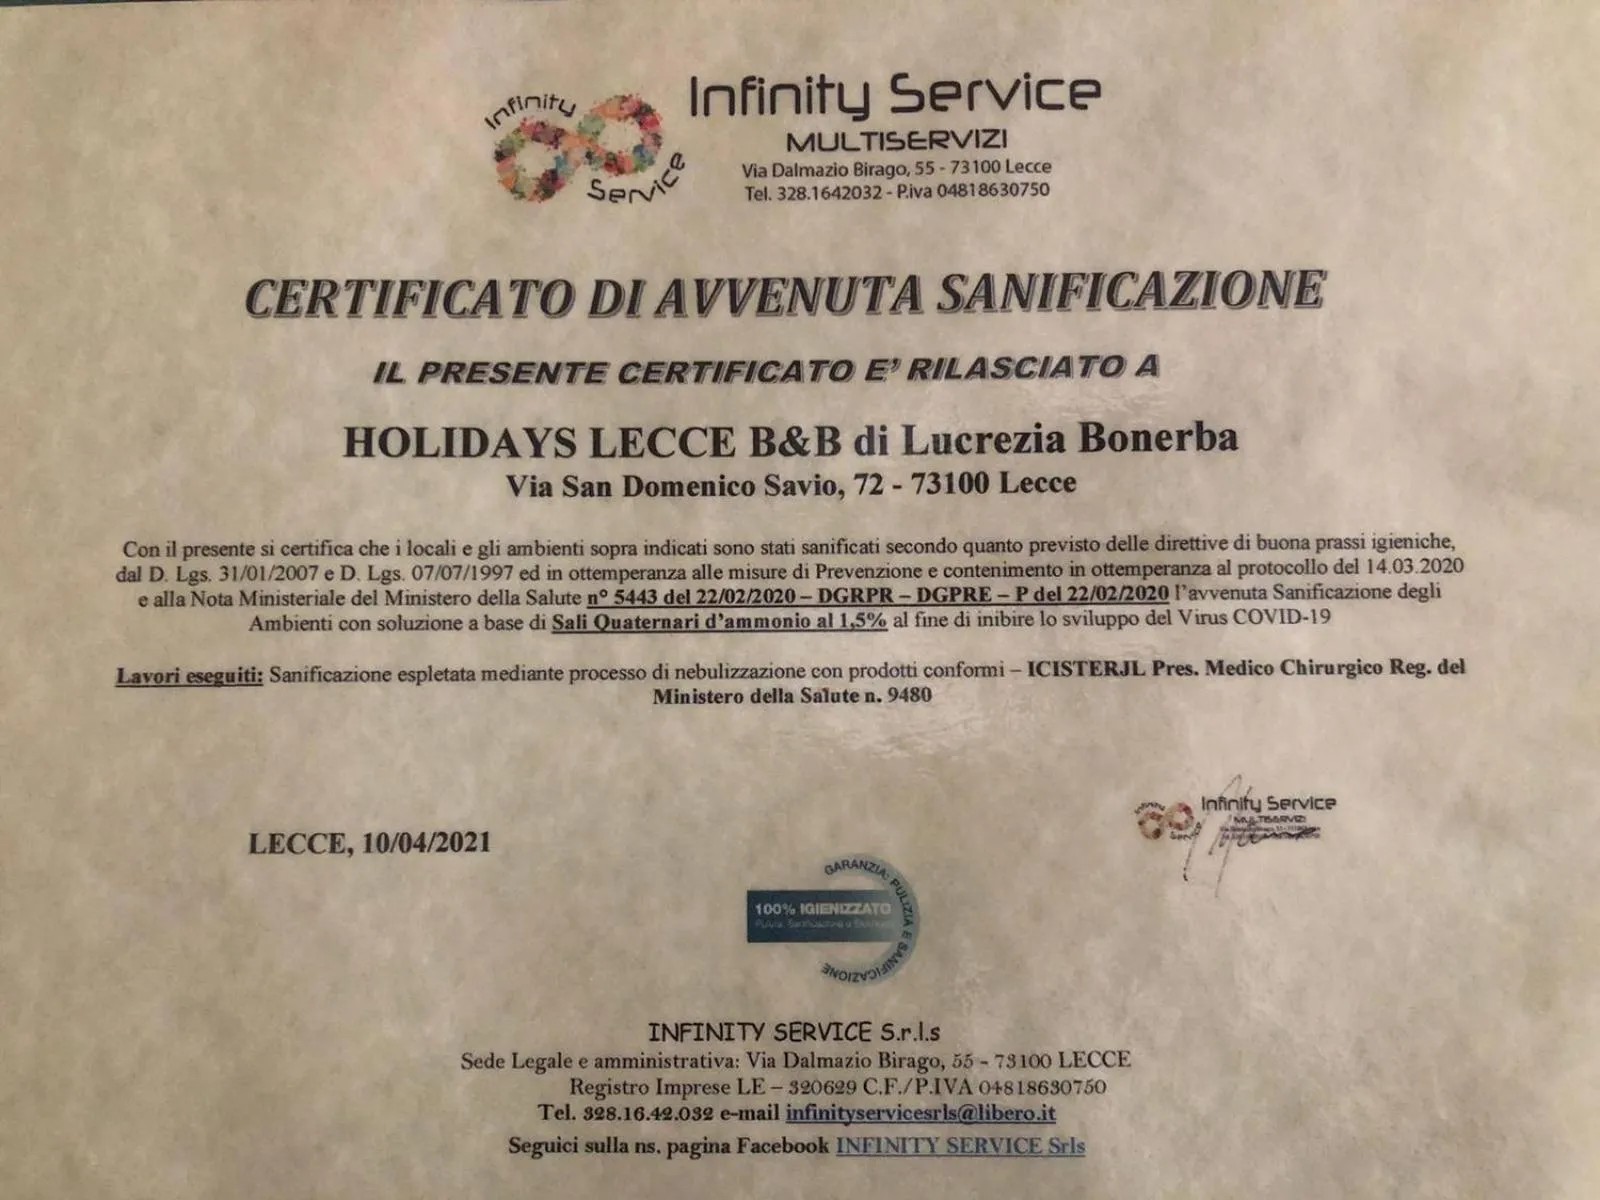 Infinity
Service
Infinity Service
MULTISERVIZI
Via Dalmazio Birago, 55 - 73100 Lecce
Tel. 328.1642032 - P.iva 04818630750
CERTIFICATO DI AVVENUTA SANIFICAZIONE
IL PRESENTE CERTIFICATO E' RILASCIATO A
HOLIDAYS LECCE B&B di Lucrezia Bonerba
Via San Domenico Savio, 72 - 73100 Lecce
Con il presente si certifica che i locali e gli ambienti sopra indicati sono stati sanificati secondo quanto previsto delle direttive di buona prassi igieniche,
dal D. Lgs. 31/01/2007 e D. Lgs. 07/07/1997 ed in ottemperanza alle misure di Prevenzione e contenimento in ottemperanza al protocollo del 14.03.2020
e alla Nota Ministeriale del Ministero della Salute n° 5443 del 22/02/2020 – DGRPR – DGPRE – P del 22/02/2020 l'avvenuta Sanificazione degli
Ambienti con soluzione a base di Sali Quaternari d'ammonio al 1,5% al fine di inibire lo sviluppo del Virus COVID-19
Lavori eseguiti: Sanificazione espletata mediante processo di nebulizzazione con prodotti conformi – ICISTERJL Pres. Medico Chirurgico Reg. del
Ministero della Salute n. 9480
Infinity Service
MULTISERVIZI
LECCE, 10/04/2021
GARANZIA: PULIZIA E SANIFICAZIONE
100% IGIENIZZATO
INFINITY SERVICE S.r.l.s
Sede Legale e amministrativa: Via Dalmazio Birago, 55 - 73100 LECCE
Registro Imprese LE – 320629 C.F./P.IVA 04818630750
Tel. 328.16.42.032 e-mail infinityservicesrls@libero.it
Seguici sulla ns. pagina Facebook INFINITY SERVICE Srls